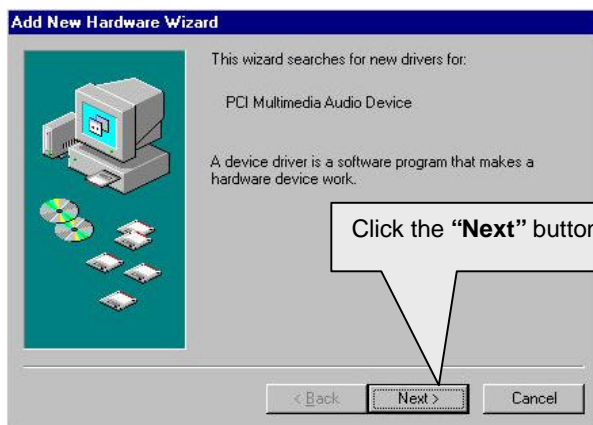 Add New Hardware Wizard
This wizard searches for new drivers for:
PCI Multimedia Audio Device
A device driver is a software program that makes a
hardware device work.
Click the “Next” button
< Back
Next >
Cancel